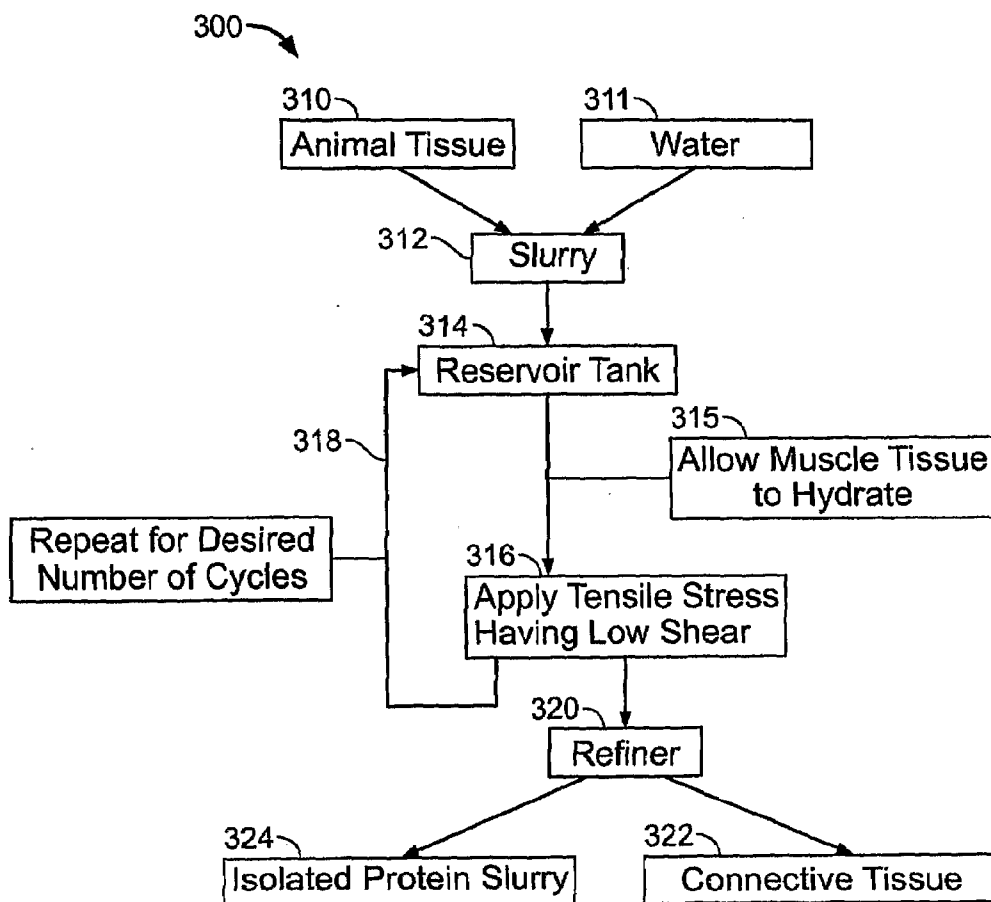 300
310
311
Animal Tissue
Water
312
Slurry
314
Reservoir Tank
318
315
Allow Muscle Tissue
to Hydrate
Repeat for Desired
Number of Cycles
316
Apply Tensile Stress
Having Low Shear
320
Refiner
324
322
Isolated Protein Slurry
Connective Tissue